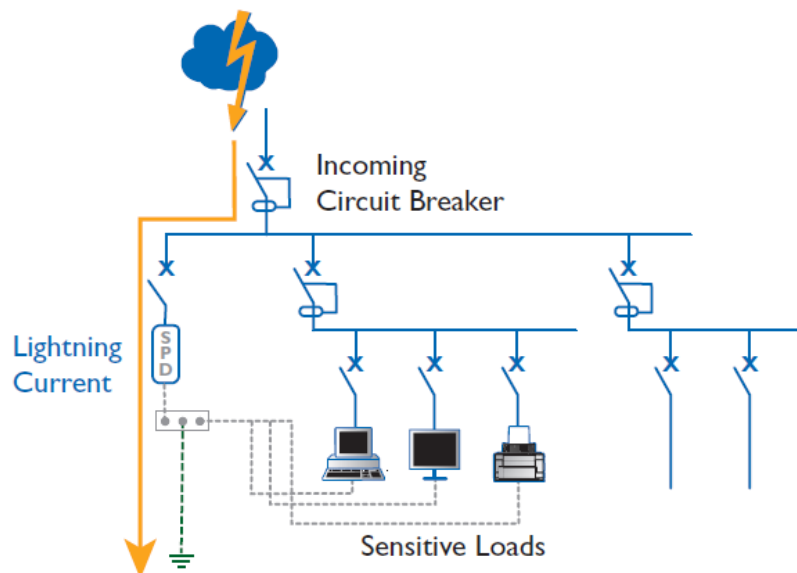 Incoming
Circuit Breaker
Lightning
Current
SPD
Sensitive Loads